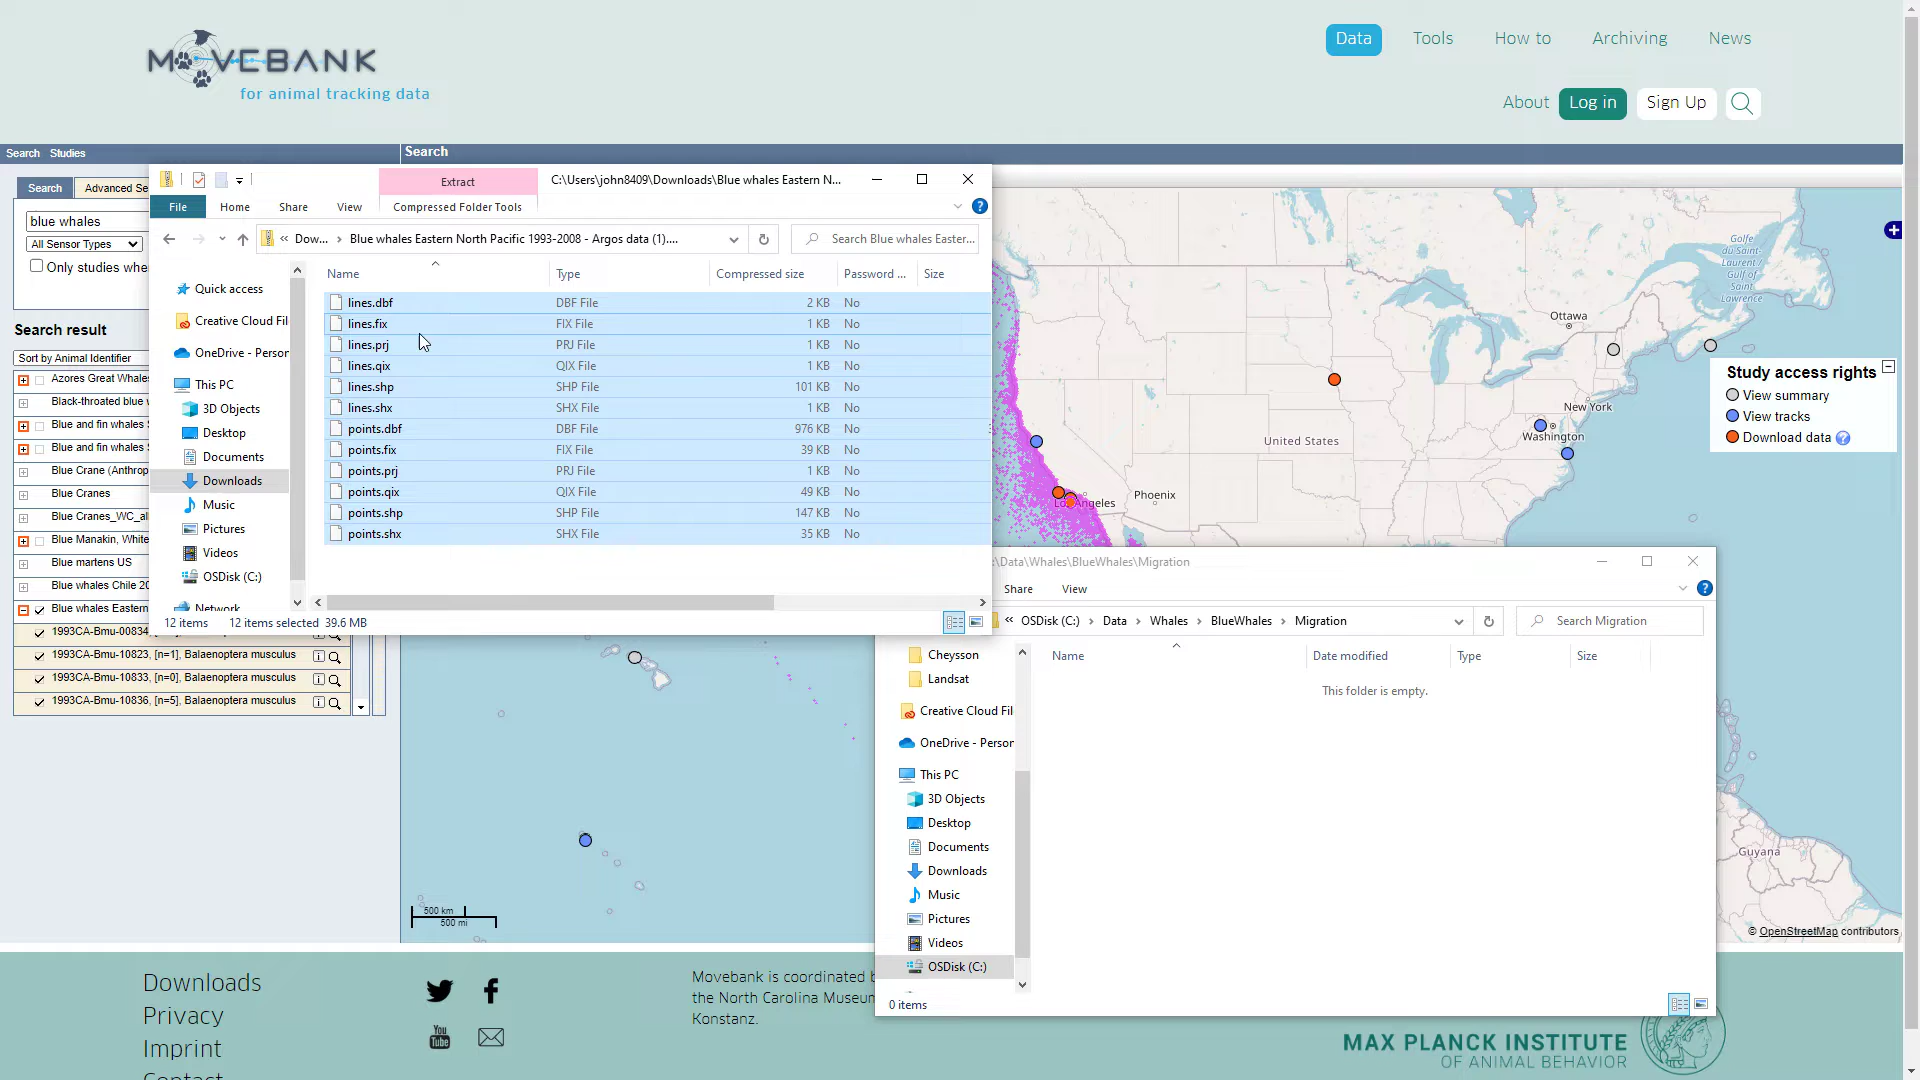 MOVEBANK
for animal tracking data
Data
Tools
How to
Archiving
News
About
Log in
Sign Up
Search Studies
Search
Search
Advanced Se
blue whales
All Sensor Types
Only studies whe
Search result
Sort by Animal Identifier
Azores Great Whales
Black-throated blue w
Blue and fin whales S
Blue and fin whales S
Blue Crane (Anthrop
Blue Cranes
Blue Cranes_WC_all
Blue Manakin, White
Blue martens US
Blue whales Chile 20
Blue whales Eastern
1993CA-Bmu-00834
1993CA-Bmu-10823, [n=1], Balaenoptera musculus
1993CA-Bmu-10833, [n=0], Balaenoptera musculus
1993CA-Bmu-10836, [n=5], Balaenoptera musculus
Extract
C:\Users\john8409\Downloads\Blue whales Eastern N...
File
Home
Share
View
Compressed Folder Tools
« Dow... › Blue whales Eastern North Pacific 1993-2008 - Argos data (1)....
Search Blue whales Easter...
Quick access
Creative Cloud Fil
OneDrive - Person
This PC
3D Objects
Desktop
Documents
Downloads
Music
Pictures
Videos
OSDisk (C:)
Network
Name Type Compressed size Password ... Size
lines.dbf DBF File 2 KB No
lines.fix FIX File 1 KB No
lines.prj PRJ File 1 KB No
lines.qix QIX File 1 KB No
lines.shp SHP File 101 KB No
lines.shx SHX File 1 KB No
points.dbf DBF File 976 KB No
points.fix FIX File 39 KB No
points.prj PRJ File 1 KB No
points.qix QIX File 49 KB No
points.shp SHP File 147 KB No
points.shx SHX File 35 KB No
12 items 12 items selected 39.6 MB
Golfe
du Saint-
Laurent /
Gulf of
Saint
Lawrence
Ottawa
New York
United States
Washington
Los Angeles
Phoenix
Guyana
Study access rights
View summary
View tracks
Download data
:\Data\Whales\BlueWhales\Migration
Share
View
« OSDisk (C:) › Data › Whales › BlueWhales › Migration
Search Migration
Cheysson
Landsat
Creative Cloud Fil
OneDrive - Person
This PC
3D Objects
Desktop
Documents
Downloads
Music
Pictures
Videos
OSDisk (C:)
Name Date modified Type Size
This folder is empty.
0 items
500 km
500 mi
© OpenStreetMap contributors
Downloads
Privacy
Imprint
Contact
You
Tube
Movebank is coordinated b
the North Carolina Museum
Konstanz.
MAX PLANCK INSTITUTE
OF ANIMAL BEHAVIOR